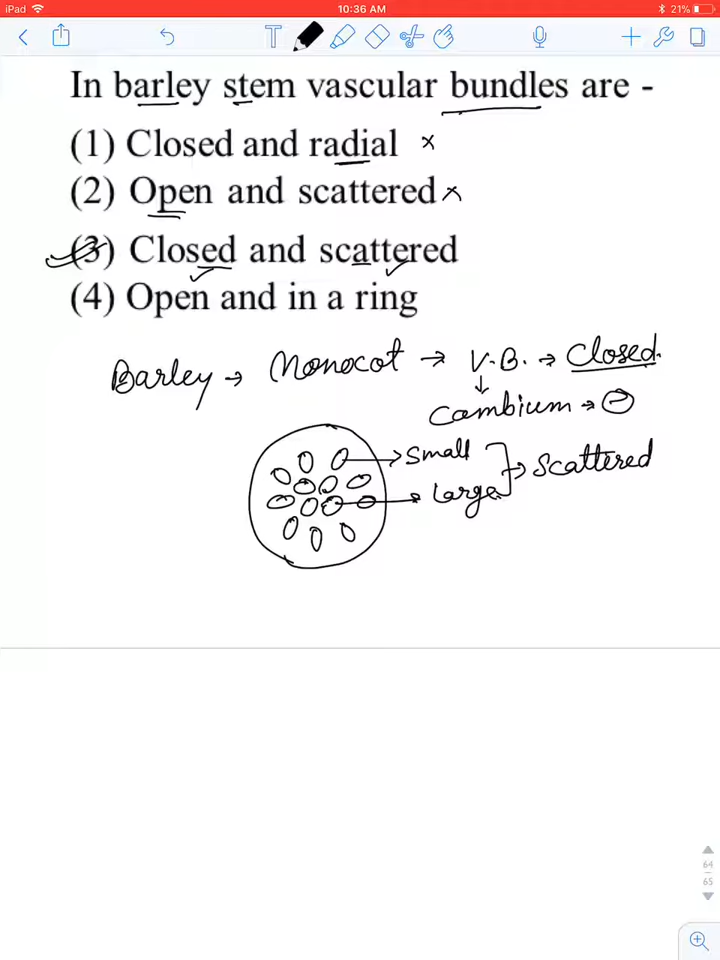 iPad 10:36 AM 21%
T
In barley stem vascular bundles are -
(1) Closed and radial ×
(2) Open and scattered ×
(3) Closed and scattered
(4) Open and in a ring
Barley → Monocot → V.B. → Closed.
Cambium → ⊖
Small
Large
Scattered
64
65